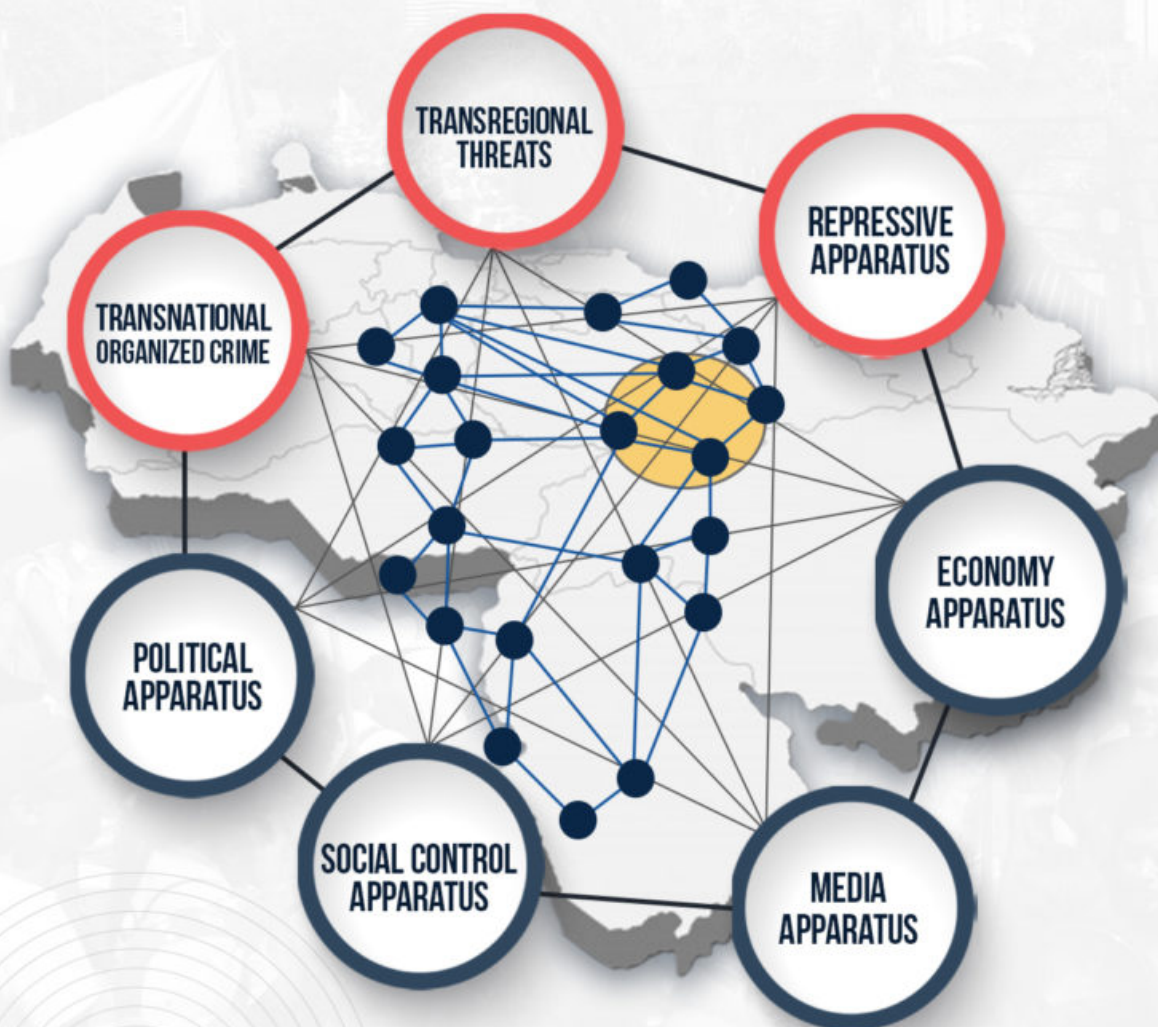 TRANSREGIONAL
THREATS
REPRESSIVE
APPARATUS
TRANSNATIONAL
ORGANIZED CRIME
ECONOMY
APPARATUS
POLITICAL
APPARATUS
SOCIAL CONTROL
APPARATUS
MEDIA
APPARATUS